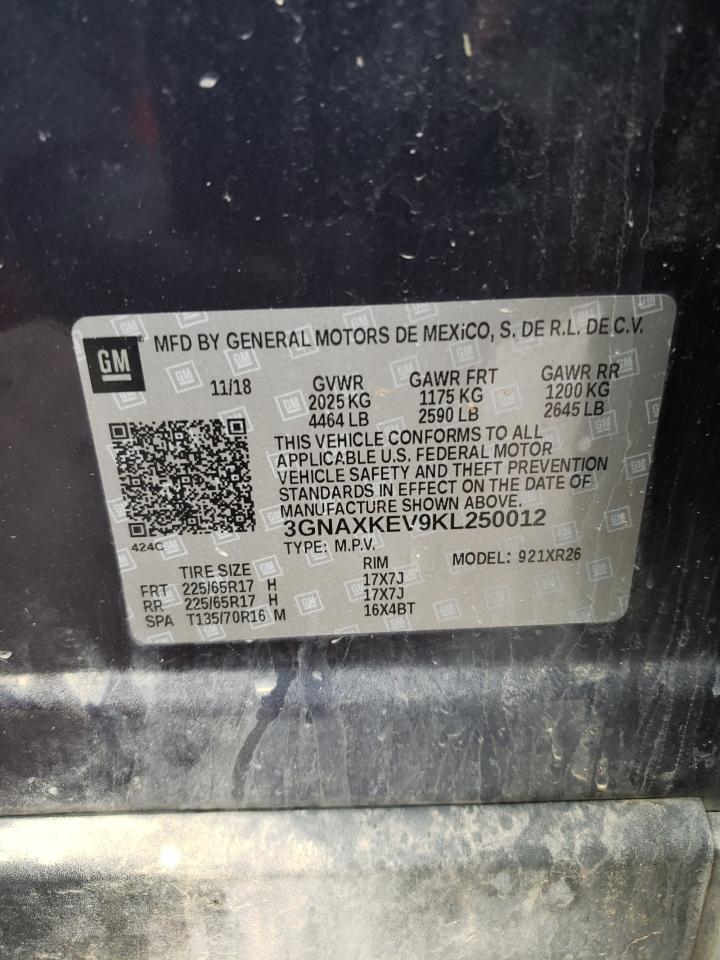 GM
MFD BY GENERAL MOTORS DE MEXiCO, S. DE R.L. DE C.V.
11/18 GVWR GAWR FRT GAWR RR
2025 KG 1175 KG 1200 KG
4464 LB 2590 LB 2645 LB
THIS VEHICLE CONFORMS TO ALL
APPLICABLE U.S. FEDERAL MOTOR
VEHICLE SAFETY AND THEFT PREVENTION
STANDARDS IN EFFECT ON THE DATE OF
MANUFACTURE SHOWN ABOVE.
3GNAXKEV9KL250012
424C
TYPE: M.P.V. MODEL: 921XR26
TIRE SIZE RIM
FRT 225/65R17 H 17X7J
RR 225/65R17 H 17X7J
SPA T135/70R16 M 16X4BT